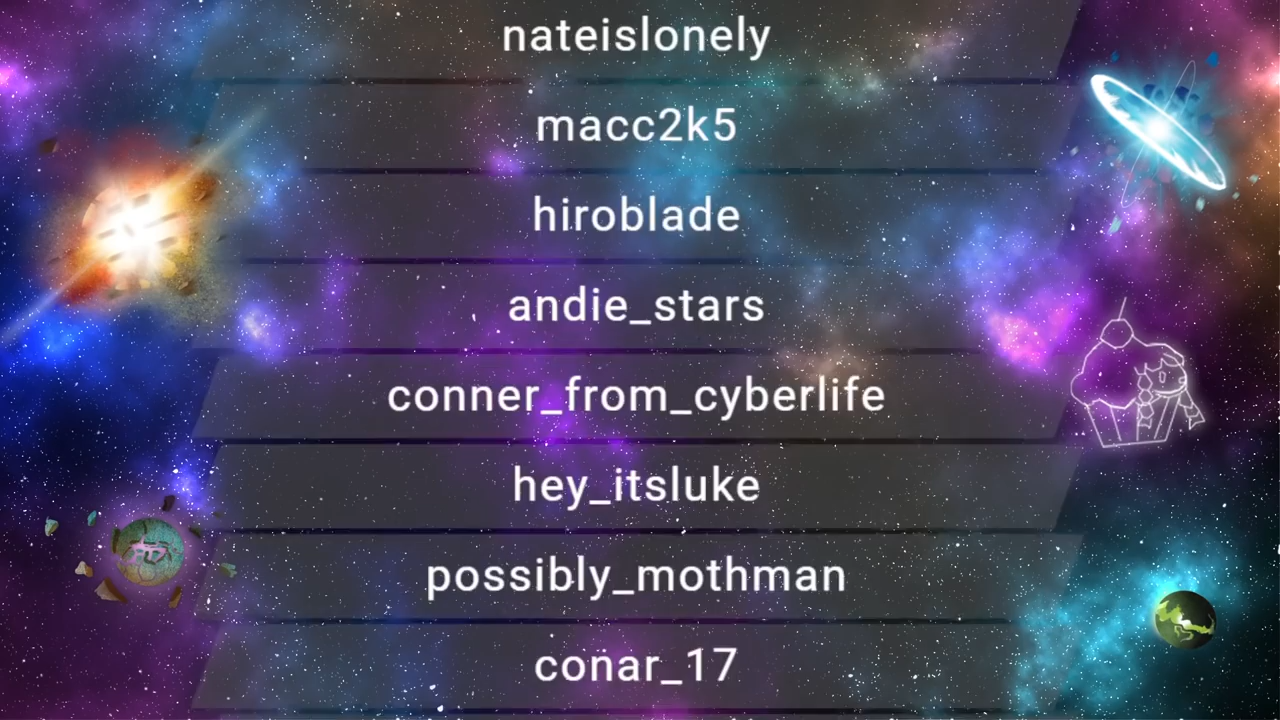 nateislonely
macc2k5
hiroblade
andie_stars
conner_from_cyberlife
hey_itsluke
possibly_mothman
conar_17